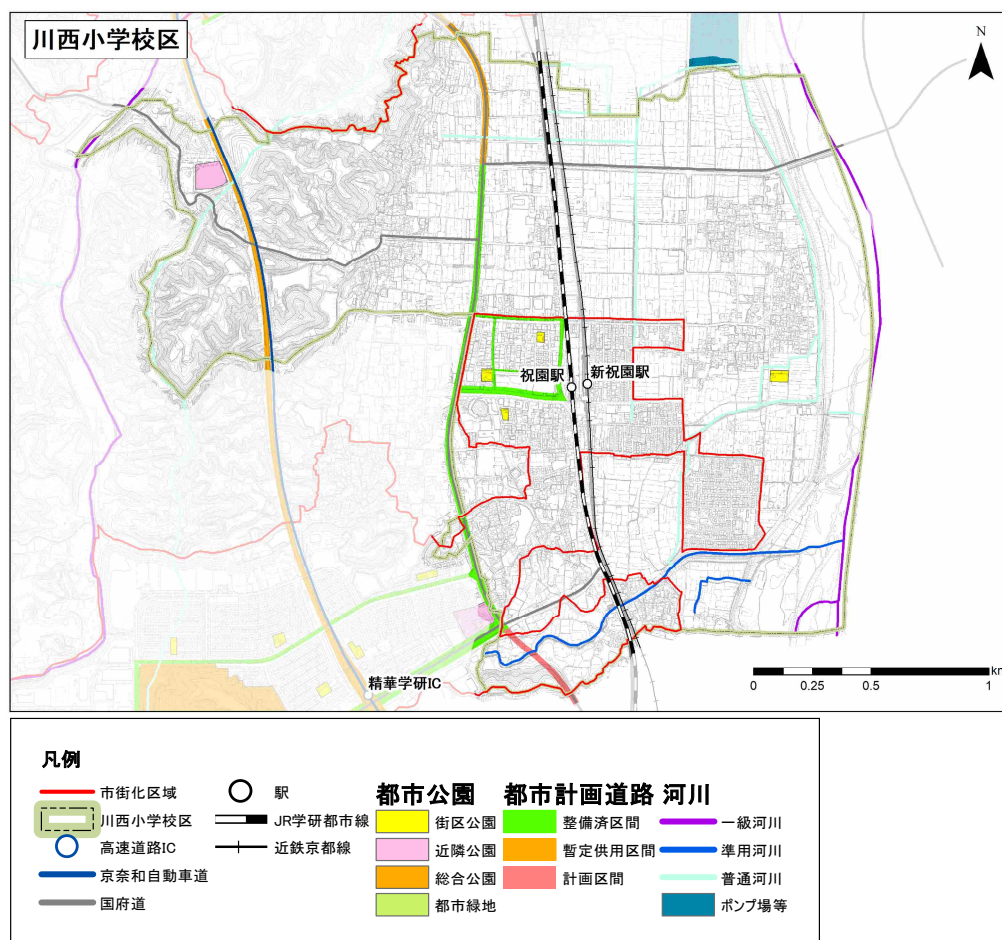 川西小学校区
N
祝園駅
新祝園駅
精華学研IC
km
0 0.25 0.5 1
凡例
市街化区域
川西小学校区
高速道路IC
京奈和自動車道
国府道
駅
JR学研都市線
近鉄京都線
都市公園
街区公園
近隣公園
総合公園
都市緑地
都市計画道路
整備済区間
暫定供用区間
計画区間
河川
一級河川
準用河川
普通河川
ポンプ場等